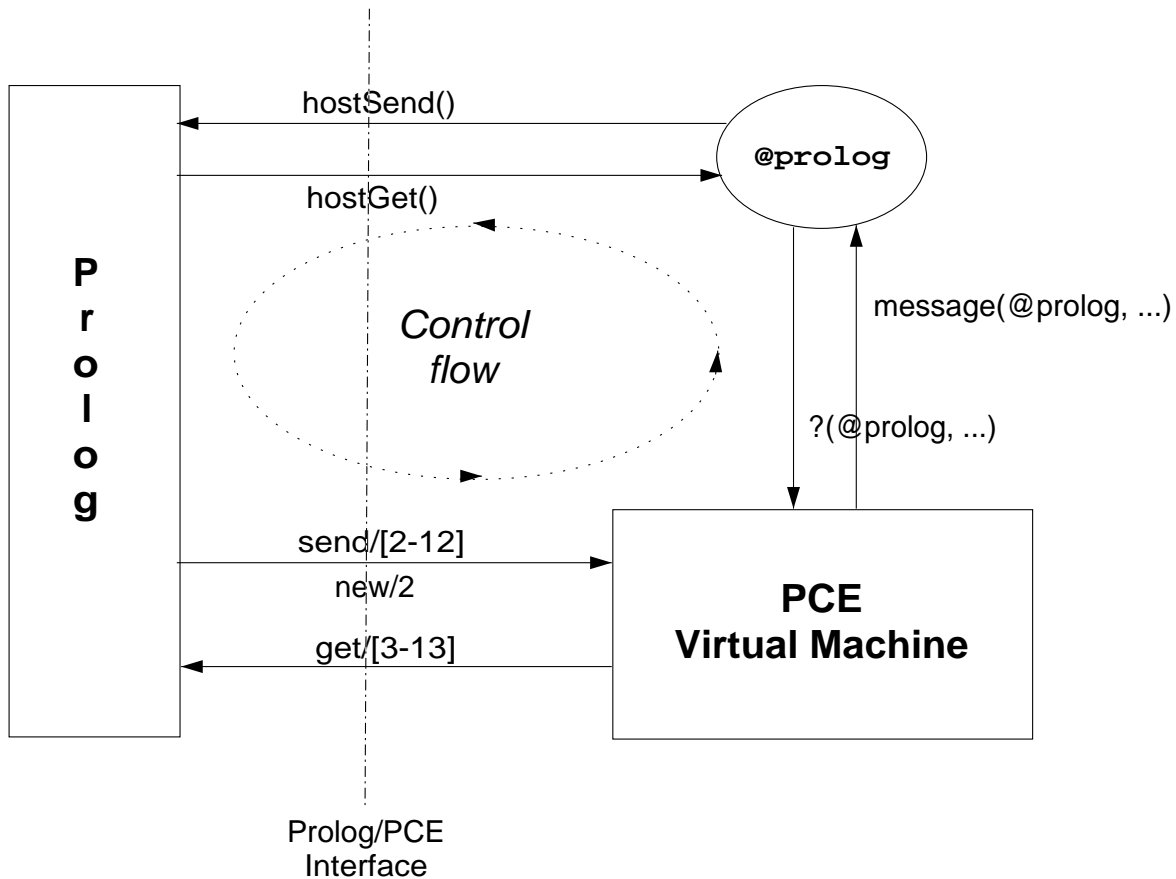 hostSend()
@prolog
hostGet()
Prolog
Control
flow
message(@prolog, ...)
?(@prolog, ...)
send/[2-12]
new/2
get/[3-13]
PCE
Virtual Machine
Prolog/PCE
Interface